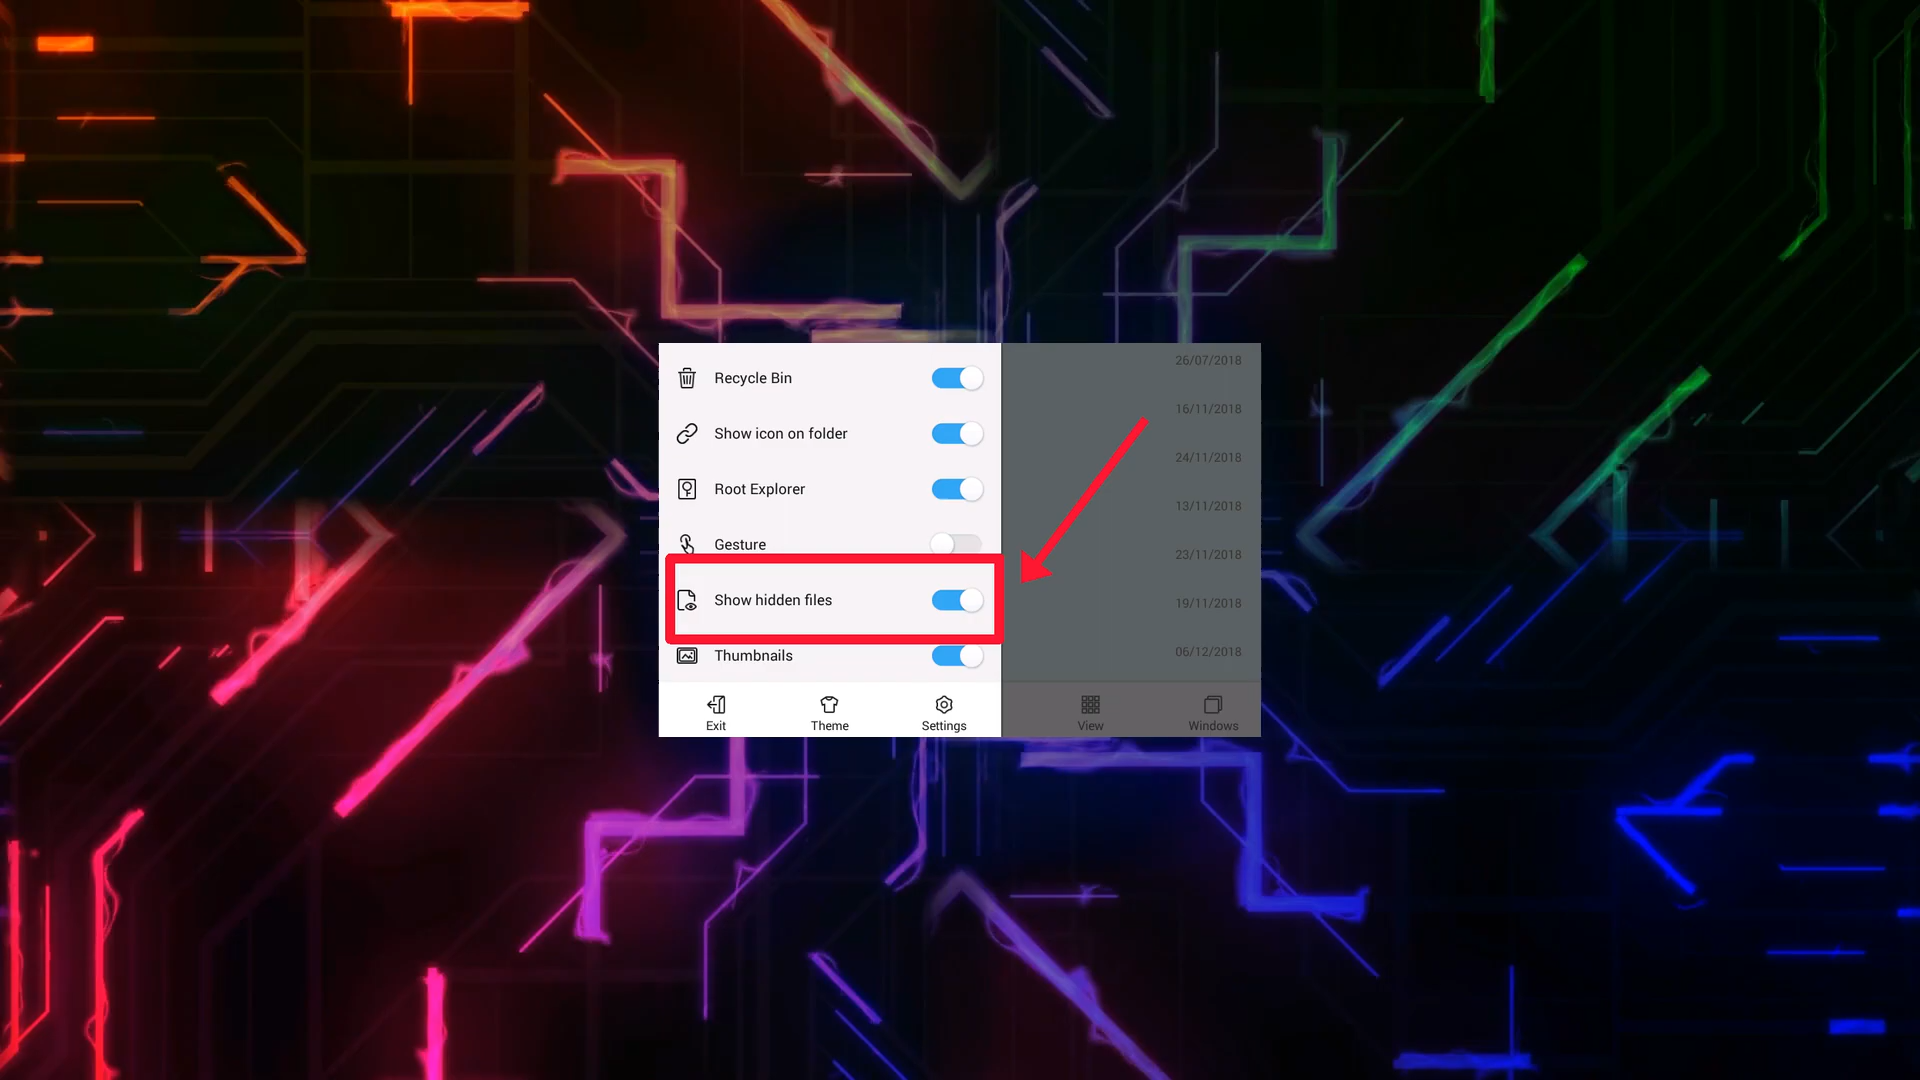 Recycle Bin
Show icon on folder
Root Explorer
Gesture
Show hidden files
Thumbnails
Exit
Theme
Settings
26/07/2018
16/11/2018
24/11/2018
13/11/2018
23/11/2018
19/11/2018
06/12/2018
View
Windows